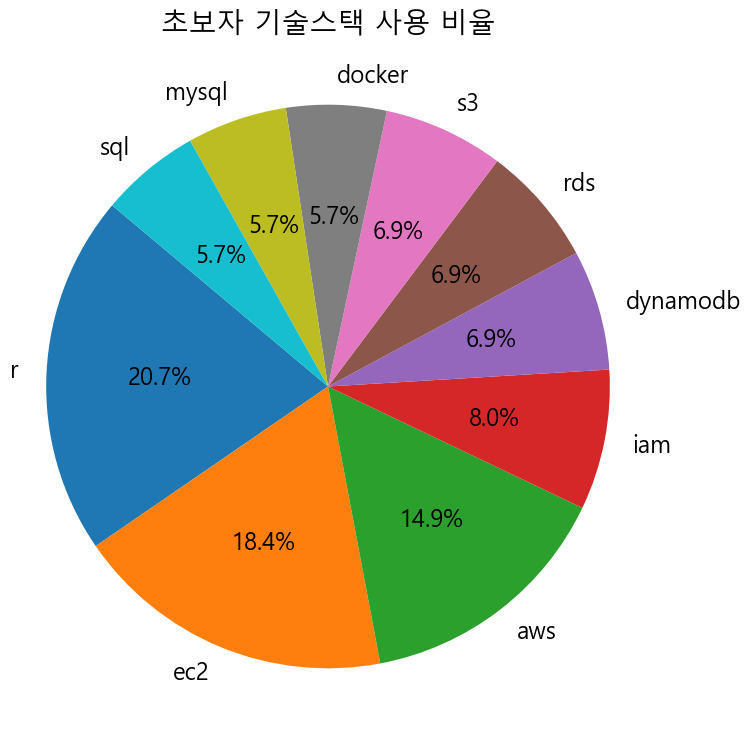 초보자 기술스택 사용 비율
docker
mysql
s3
sql
rds
5.7%
5.7%
6.9%
5.7%
6.9%
dynamodb
6.9%
r
20.7%
8.0%
iam
14.9%
18.4%
aws
ec2